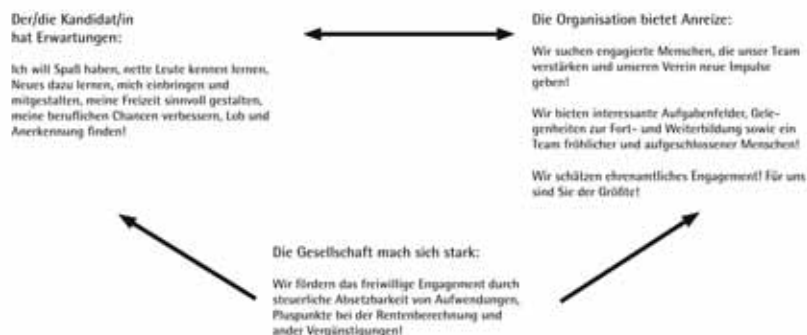 Der/die Kandidat/in
hat Erwartungen:
Ich will Spaß haben, nette Leute kennen lernen,
Neues dazu lernen, mich einbringen und
mitgestalten, meine Freizeit sinnvoll gestalten,
meine beruflichen Chancen verbessern, Lob und
Anerkennung finden!
Die Organisation bietet Anreize:
Wir suchen engagierte Menschen, die unser Team
verstärken und unseren Verein neue Impulse
geben!
Wir bieten interessante Aufgabenfelder, Gele-
genheiten zur Fort- und Weiterbildung sowie ein
Team fröhlicher und aufgeschlossener Menschen!
Wir schätzen ehrenamtliches Engagement! Für uns
sind Sie der Größte!
Die Gesellschaft mach sich stark:
Wir fördern das freiwillige Engagement durch
steuerliche Absetzbarkeit von Aufwendungen,
Pluspunkte bei der Rentenberechnung und
ander Vergünstigungen!